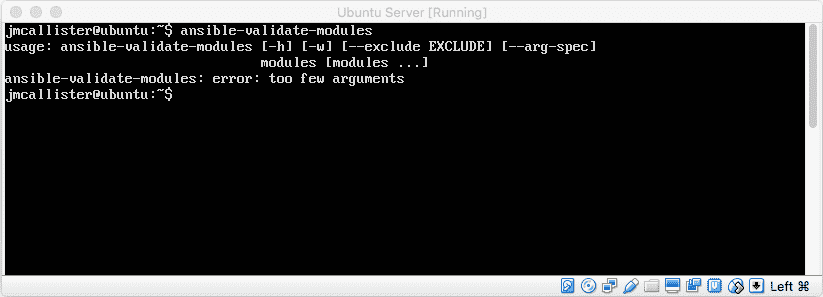 Ubuntu Server [Running]
jmcallister@ubuntu:~$ ansible-validate-modules
usage: ansible-validate-modules [-h] [-w] [--exclude EXCLUDE] [--arg-spec]
                                modules [modules ...]
ansible-validate-modules: error: too few arguments
jmcallister@ubuntu:~$
Left ⌘